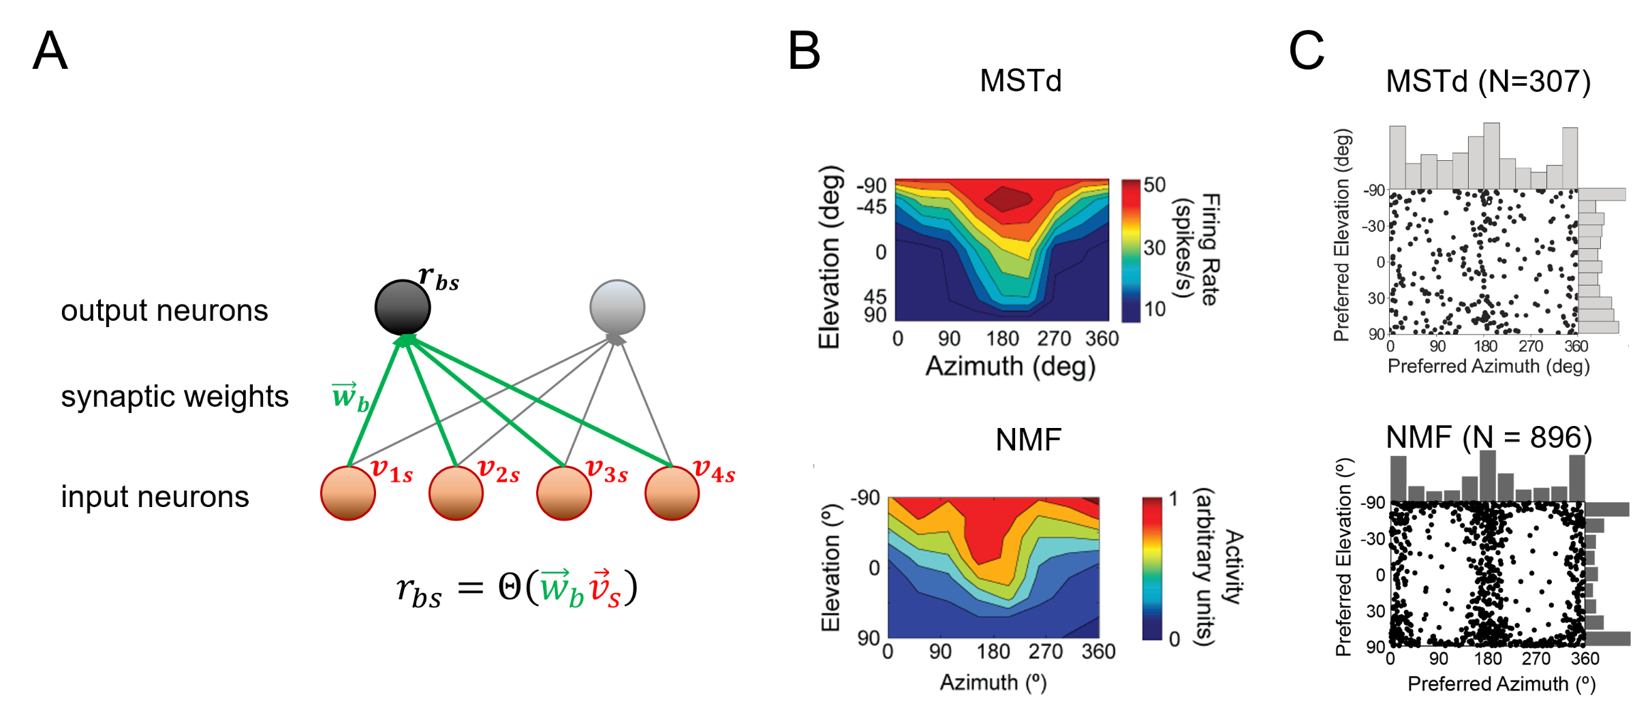 A
output neurons
r_bs
synaptic weights
w⃗_b
input neurons
v_1s
v_2s
v_3s
v_4s
r_bs = Θ(w⃗_b v⃗_s)
B
MSTd
Elevation (deg)
-90
-45
0
45
90
0 90 180 270 360
Azimuth (deg)
50
30
10
Firing Rate
(spikes/s)
NMF
Elevation (º)
-90
0
90
0 90 180 270 360
Azimuth (º)
1
0
Activity
(arbitrary units)
C
MSTd (N=307)
Preferred Elevation (deg)
-90
-30
0
30
90
0 90 180 270 360
Preferred Azimuth (deg)
NMF (N = 896)
Preferred Elevation (º)
-90
-30
0
30
90
0 90 180 270 360
Preferred Azimuth (º)